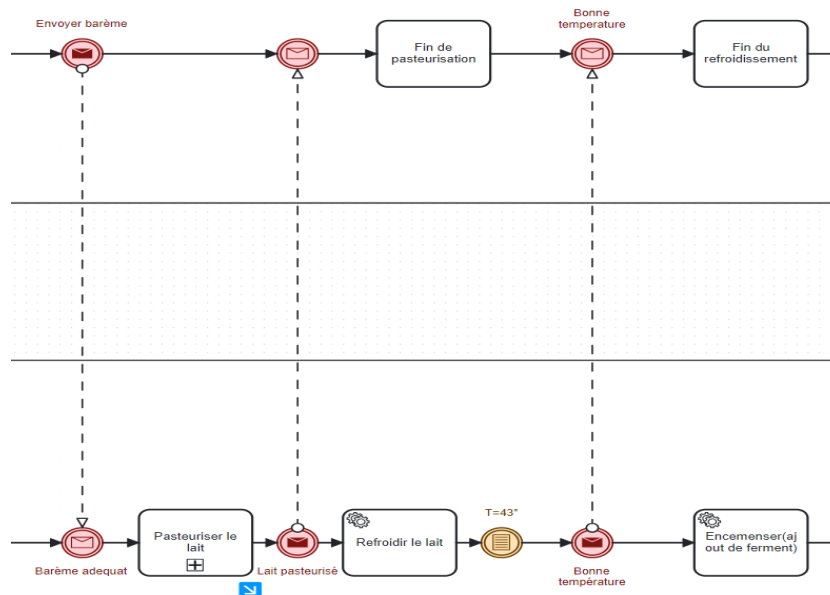 Envoyer barème
Fin de
pasteurisation
Bonne
temperature
Fin du
refroidissement
Pasteuriser le
lait
Barème adequat
Lait pasteurisé
Refroidir le lait
T=43°
Bonne
température
Encemenser(aj
out de ferment)